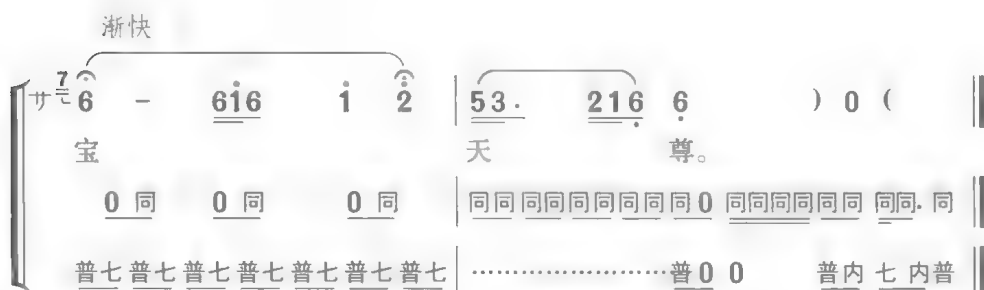 渐快
サ 7 6 - 6i6 i 2 | 53. 216 6 ) 0 (
宝 天 尊。
0 同 0 同 0 同 | 同同同同同同同同同0 同同同同同同 同同.同
普七普七普七普七普七普七普七 | ……………………普00 普内七内普